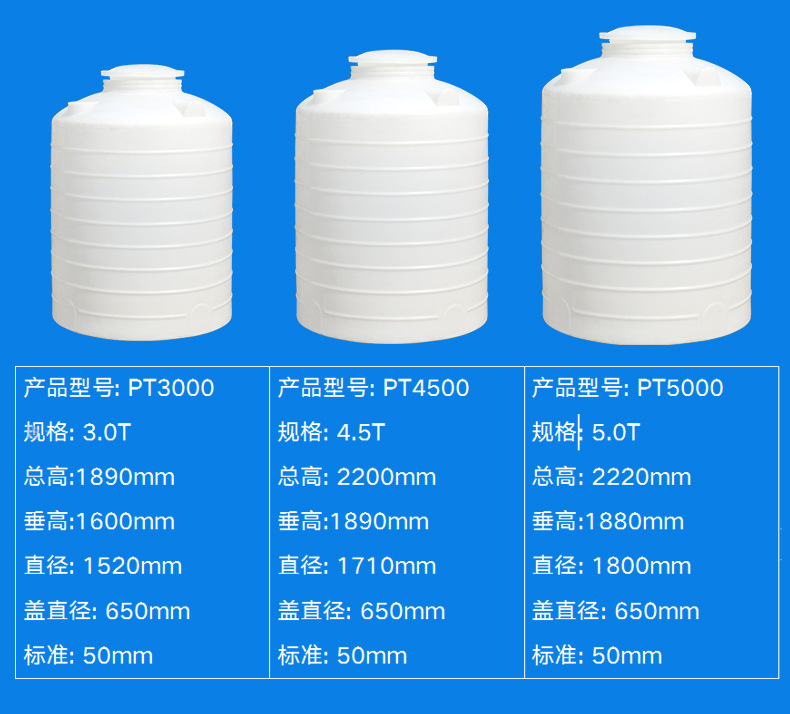 产品型号: PT3000
规格: 3.0T
总高:1890mm
垂高:1600mm
直径: 1520mm
盖直径: 650mm
标准: 50mm
产品型号: PT4500
规格: 4.5T
总高: 2200mm
垂高:1890mm
直径: 1710mm
盖直径: 650mm
标准: 50mm
产品型号: PT5000
规格: 5.0T
总高: 2220mm
垂高:1880mm
直径: 1800mm
盖直径: 650mm
标准: 50mm